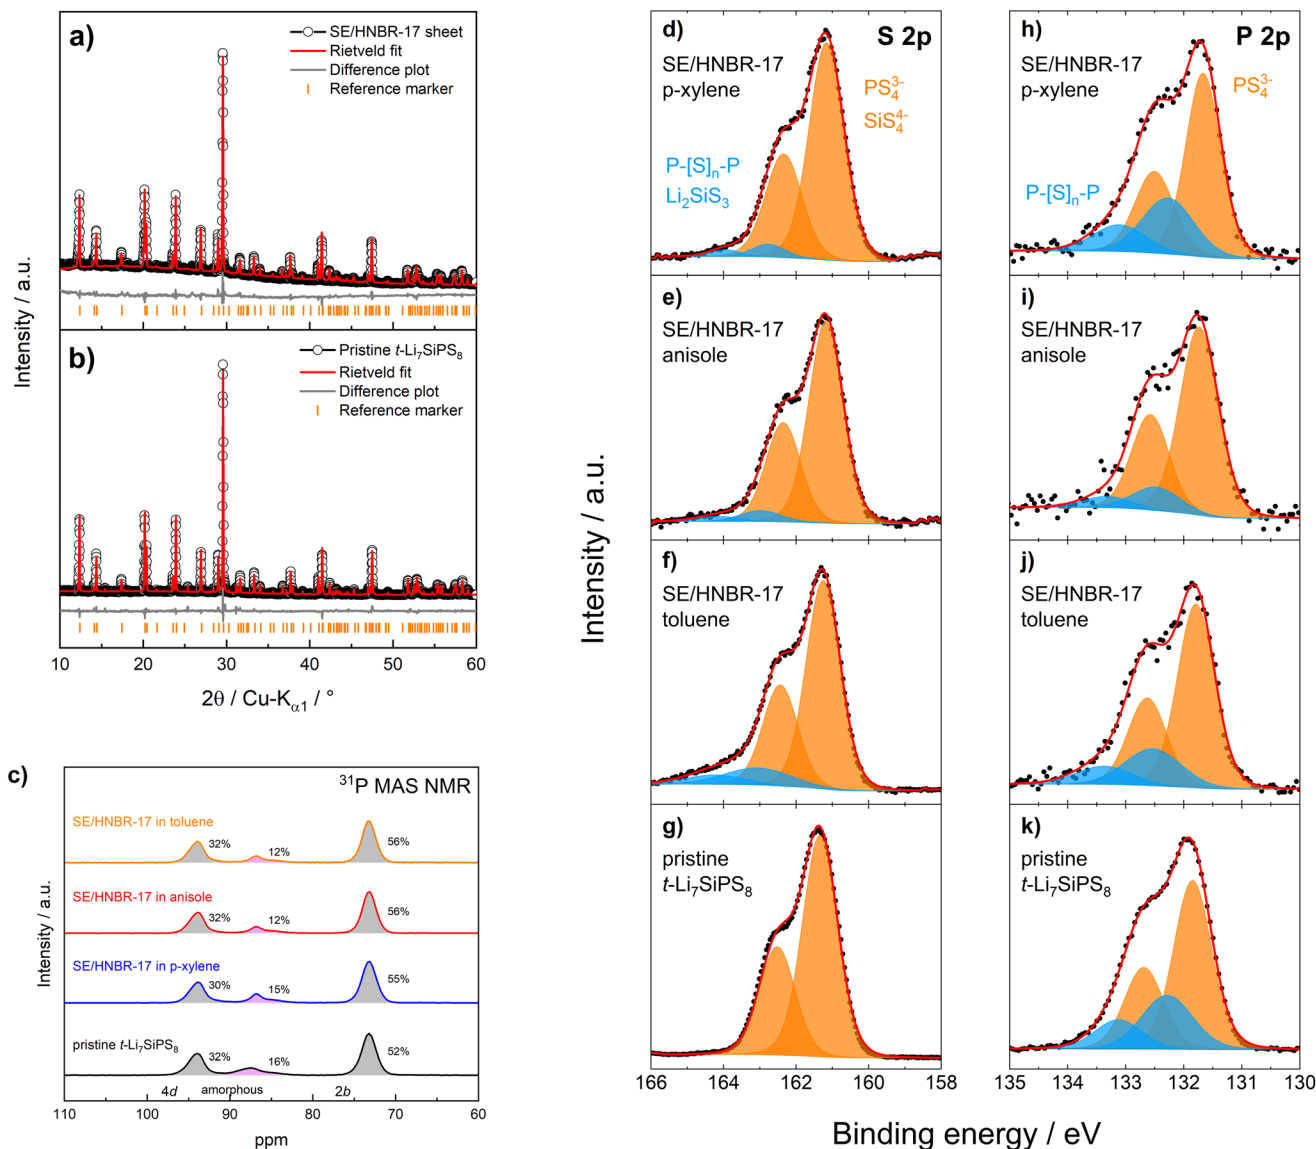 a)
SE/HNBR-17 sheet
Rietveld fit
Difference plot
Reference marker
b)
Pristine t-Li₇SiPS₈
Rietveld fit
Difference plot
Reference marker
Intensity / a.u.
10 20 30 40 50 60
2θ / Cu-Kα1 / °
c)
³¹P MAS NMR
SE/HNBR-17 in toluene
32%
12%
56%
SE/HNBR-17 in anisole
32%
12%
56%
SE/HNBR-17 in p-xylene
30%
15%
55%
pristine t-Li₇SiPS₈
32%
16%
52%
4d amorphous 2b
Intensity / a.u.
110 100 90 80 70 60
ppm
d)
S 2p
SE/HNBR-17
p-xylene
PS₄³⁻
SiS₄⁴⁻
P-[S]ₙ-P
Li₂SiS₃
e)
SE/HNBR-17
anisole
f)
SE/HNBR-17
toluene
g)
pristine
t-Li₇SiPS₈
166 164 162 160 158
Intensity / a.u.
h)
P 2p
SE/HNBR-17
p-xylene
PS₄³⁻
P-[S]ₙ-P
i)
SE/HNBR-17
anisole
j)
SE/HNBR-17
toluene
k)
pristine
t-Li₇SiPS₈
135 134 133 132 131 130
Binding energy / eV